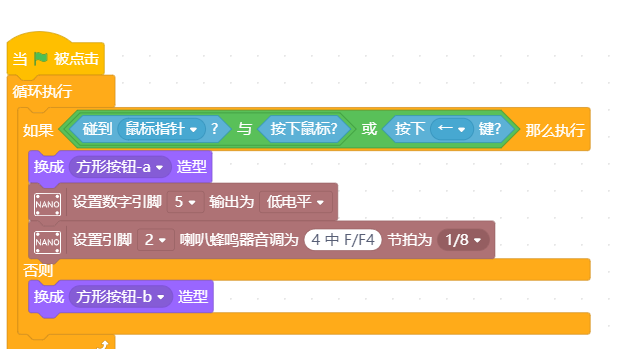 当 被点击
循环执行
如果 碰到 鼠标指针 ? 与 按下鼠标? 或 按下 ← 键? 那么执行
换成 方形按钮-a 造型
NANO 设置数字引脚 5 输出为 低电平
NANO 设置引脚 2 喇叭蜂鸣器音调为 4 中 F/F4 节拍为 1/8
否则
换成 方形按钮-b 造型